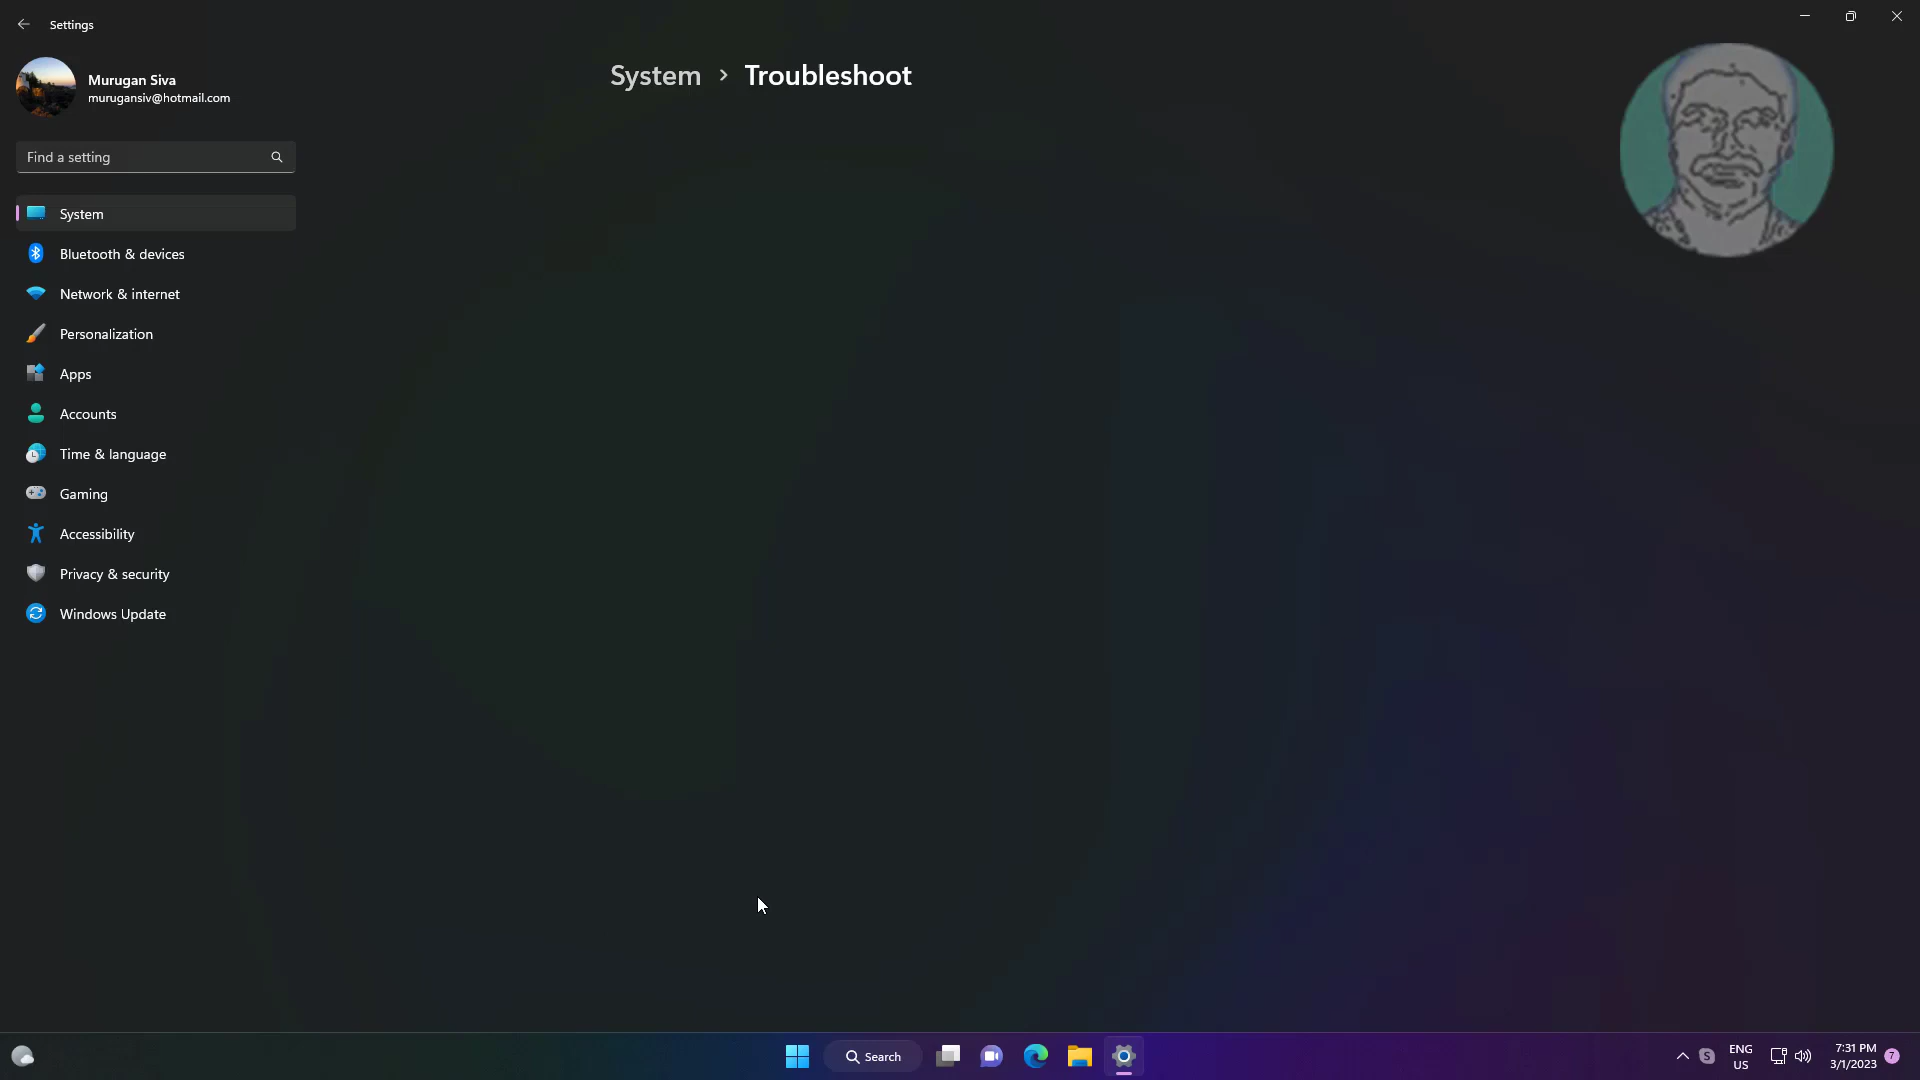 Settings
Murugan Siva
murugansiv@hotmail.com
System > Troubleshoot
Find a setting
System
Bluetooth & devices
Network & internet
Personalization
Apps
Accounts
Time & language
Gaming
Accessibility
Privacy & security
Windows Update
Search
S
ENG
US
7:31 PM
3/1/2023
7